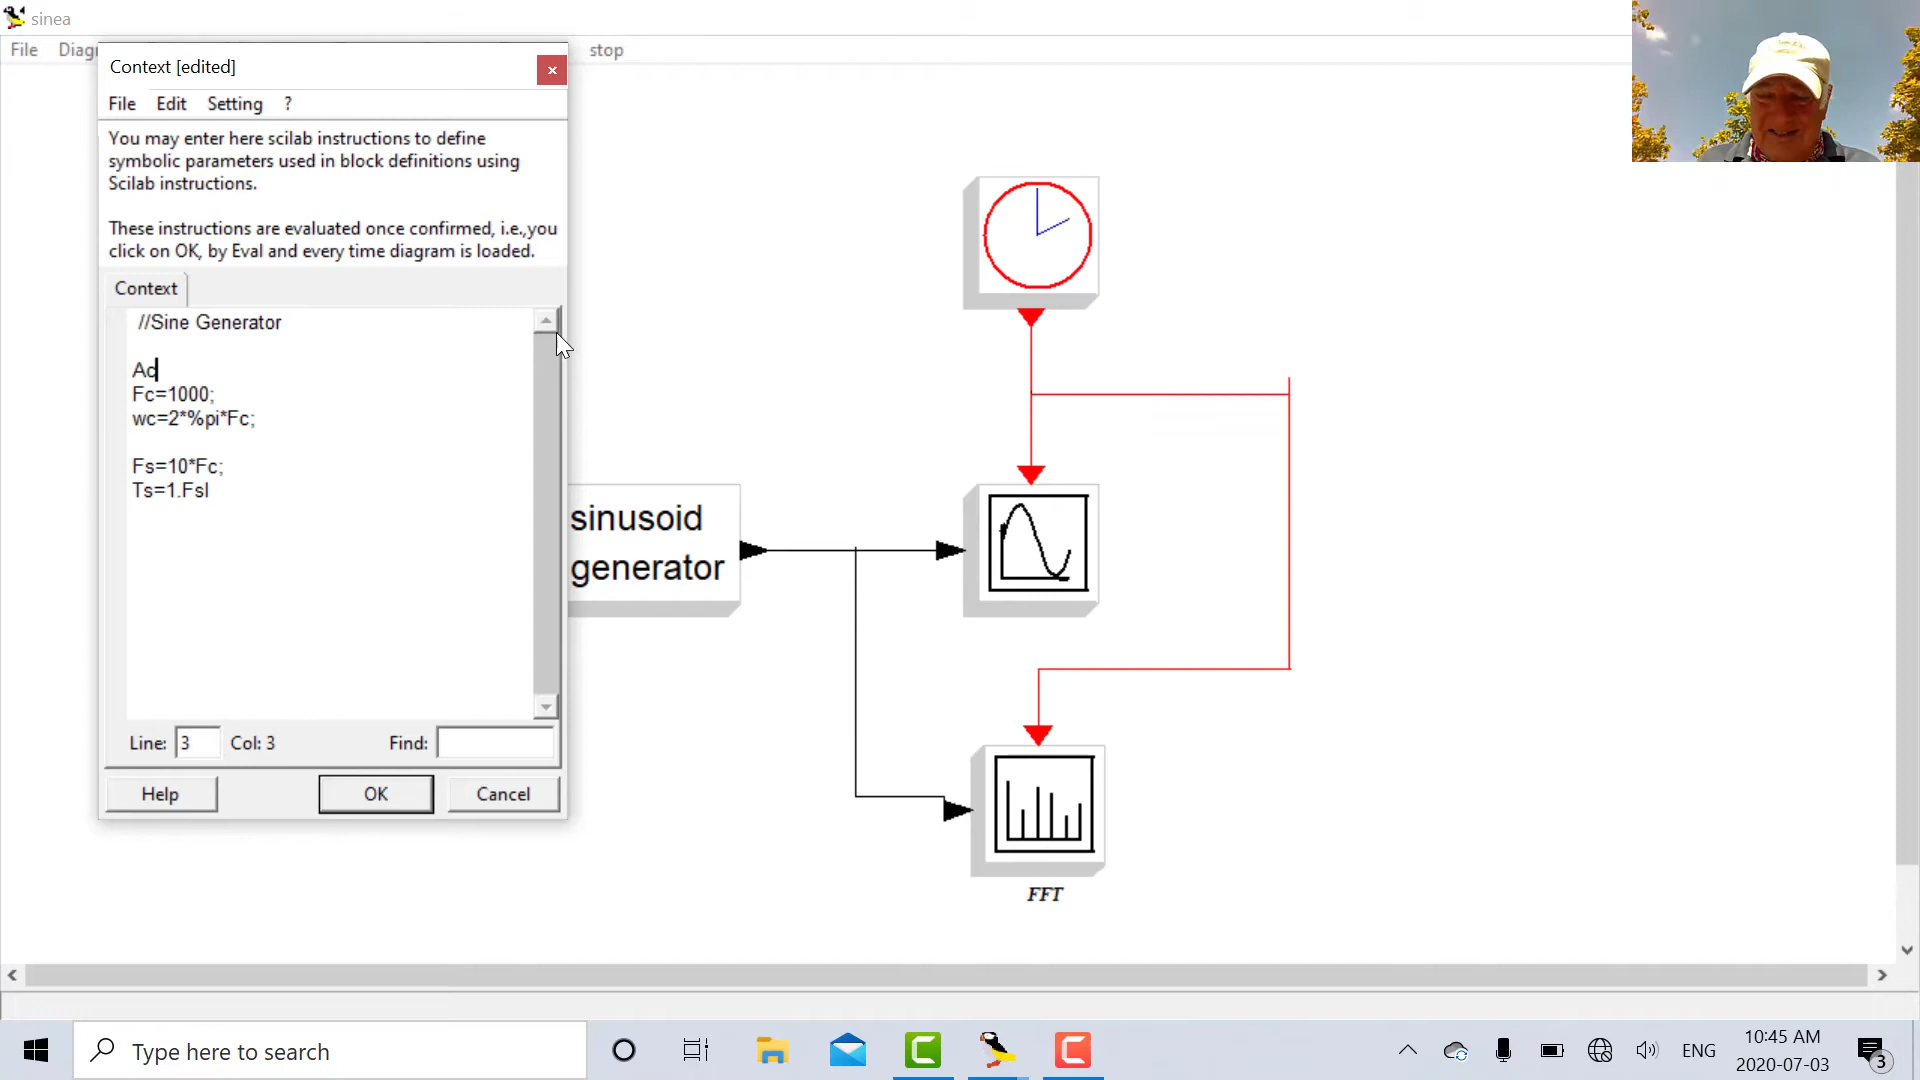 sinea
File Diagr stop
Context [edited]
File Edit Setting ?
You may enter here scilab instructions to define
symbolic parameters used in block definitions using
Scilab instructions.
These instructions are evaluated once confirmed, i.e.,you
click on OK, by Eval and every time diagram is loaded.
Context
//Sine Generator
Ac
Fc=1000;
wc=2*%pi*Fc;
Fs=10*Fc;
Ts=1.Fsl
Line: 3 Col: 3 Find:
Help OK Cancel
sinusoid
generator
FFT
Type here to search
ENG
10:45 AM
2020-07-03
3